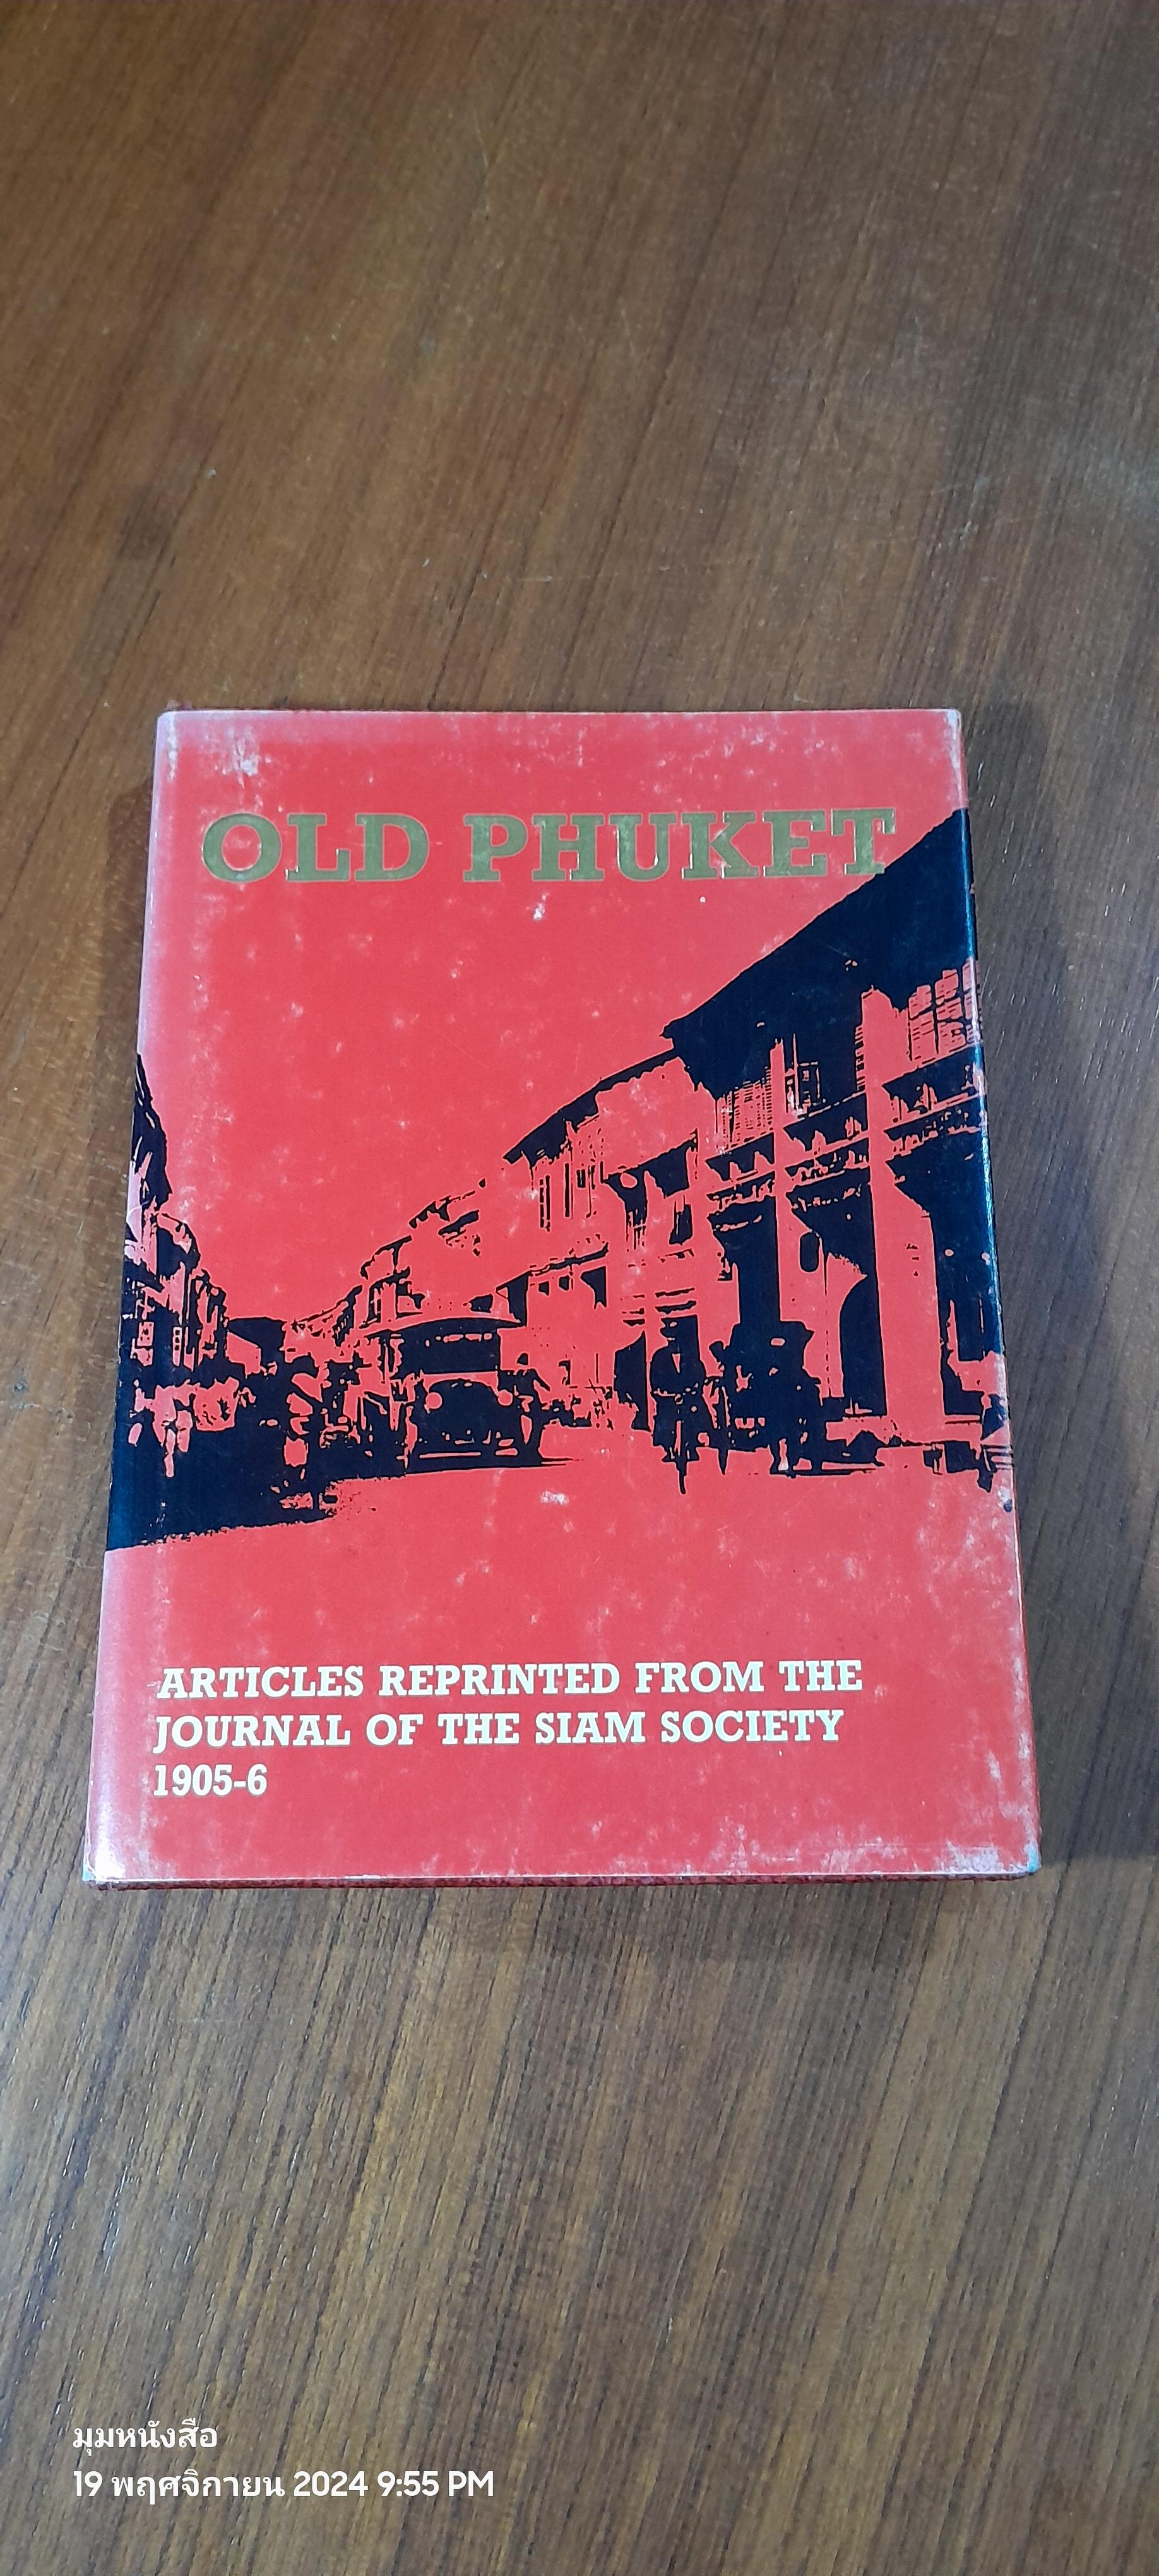 OLD PHUKET
ARTICLES REPRINTED FROM THE
JOURNAL OF THE SIAM SOCIETY
1905-6
มุมหนังสือ
19 พฤศจิกายน 2024 9:55 PM